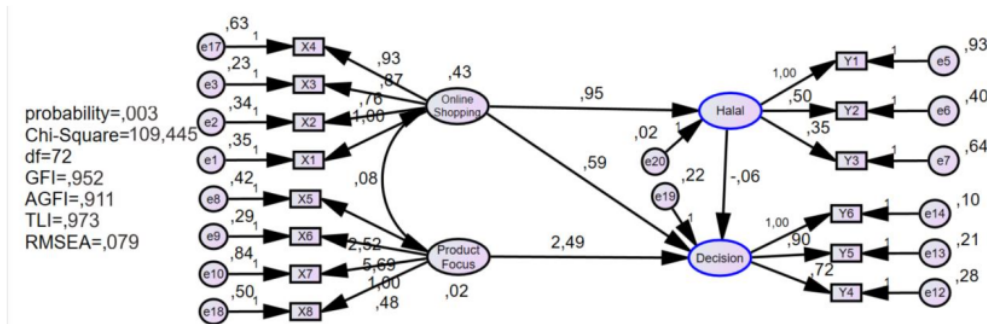 ,63
e17
1
X4
,93
,23
e3
1
X3
,87
,34
e2
1
X2
,76
,35
e1
1
X1
1,00
,43
Online
Shopping
,95
,59
,08
probability=,003
Chi-Square=109,445
df=72
GFI=,952
AGFI=,911
TLI=,973
RMSEA=,079
,42
e8
1
X5
,29
e9
1
X6
2,52
,84
e10
1
X7
5,69
1,00
,50
e18
1
X8
,48
Product
Focus
,02
2,49
Halal
,02
e20
1
-,06
,22
e19
1
Decision
1,00
Y1
1
e5
,93
,50
Y2
1
e6
,40
,35
Y3
1
e7
,64
1,00
Y6
1
e14
,10
,90
Y5
1
e13
,21
,72
Y4
1
e12
,28